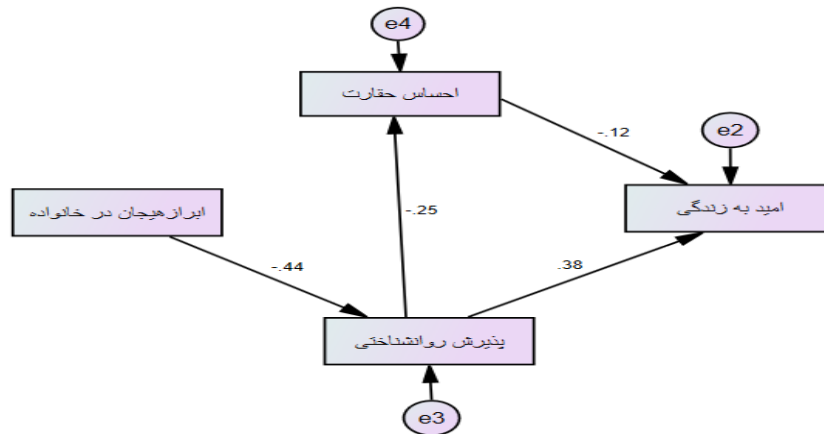 e4
احساس حقارت
-.12
e2
امید به زندگی
-.25
ابرازهیجان در خانواده
-.44
.38
پذیرش روانشناختی
e3